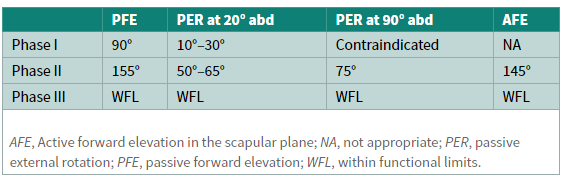 PFE PER at 20° abd PER at 90° abd AFE
Phase I 90° 10°–30° Contraindicated NA
Phase II 155° 50°–65° 75° 145°
Phase III WFL WFL WFL WFL
AFE, Active forward elevation in the scapular plane; NA, not appropriate; PER, passive
external rotation; PFE, passive forward elevation; WFL, within functional limits.